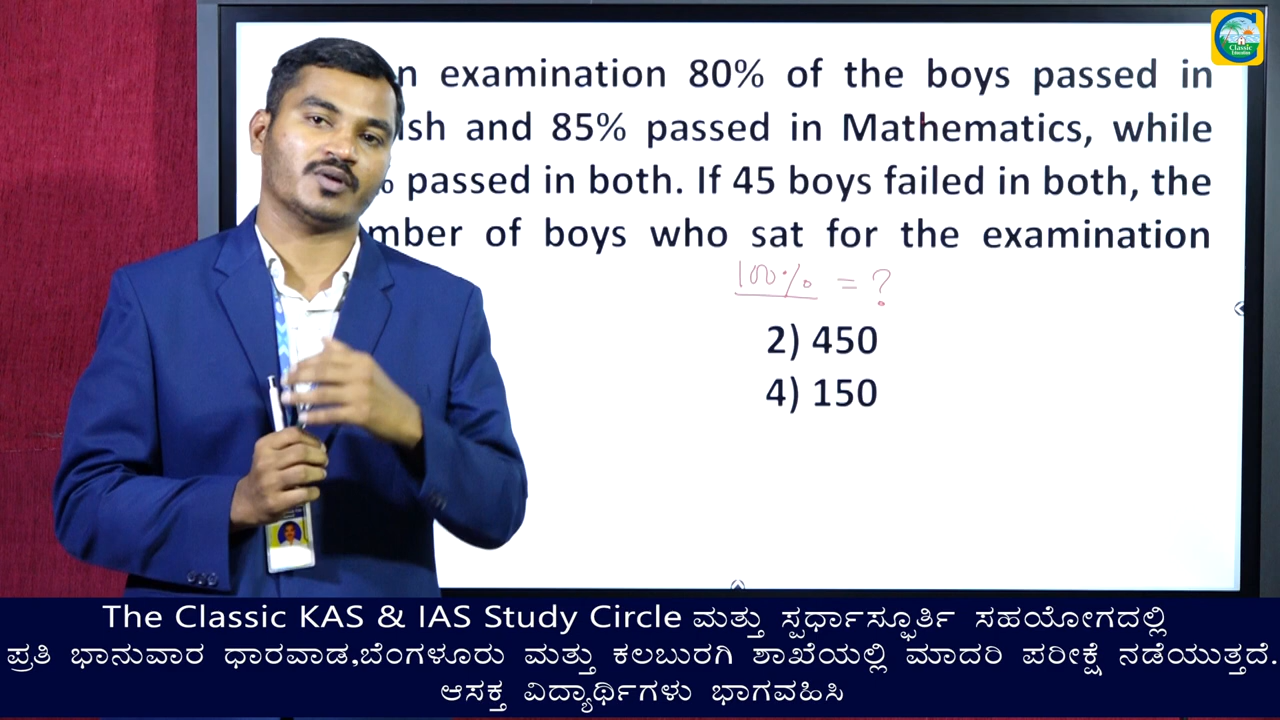 n examination 80% of the boys passed in
ish and 85% passed in Mathematics, while
% passed in both. If 45 boys failed in both, the
mber of boys who sat for the examination
100% = ?
2) 450
4) 150
Classic
Education
The Classic KAS & IAS Study Circle ಮತ್ತು ಸ್ಪರ್ಧಾಸ್ಫೂರ್ತಿ ಸಹಯೋಗದಲ್ಲಿ
ಪ್ರತಿ ಭಾನುವಾರ ಧಾರವಾಡ,ಬೆಂಗಳೂರು ಮತ್ತು ಕಲಬುರಗಿ ಶಾಖೆಯಲ್ಲಿ ಮಾದರಿ ಪರೀಕ್ಷೆ ನಡೆಯುತ್ತದೆ.
ಆಸಕ್ತ ವಿದ್ಯಾರ್ಥಿಗಳು ಭಾಗವಹಿಸಿ